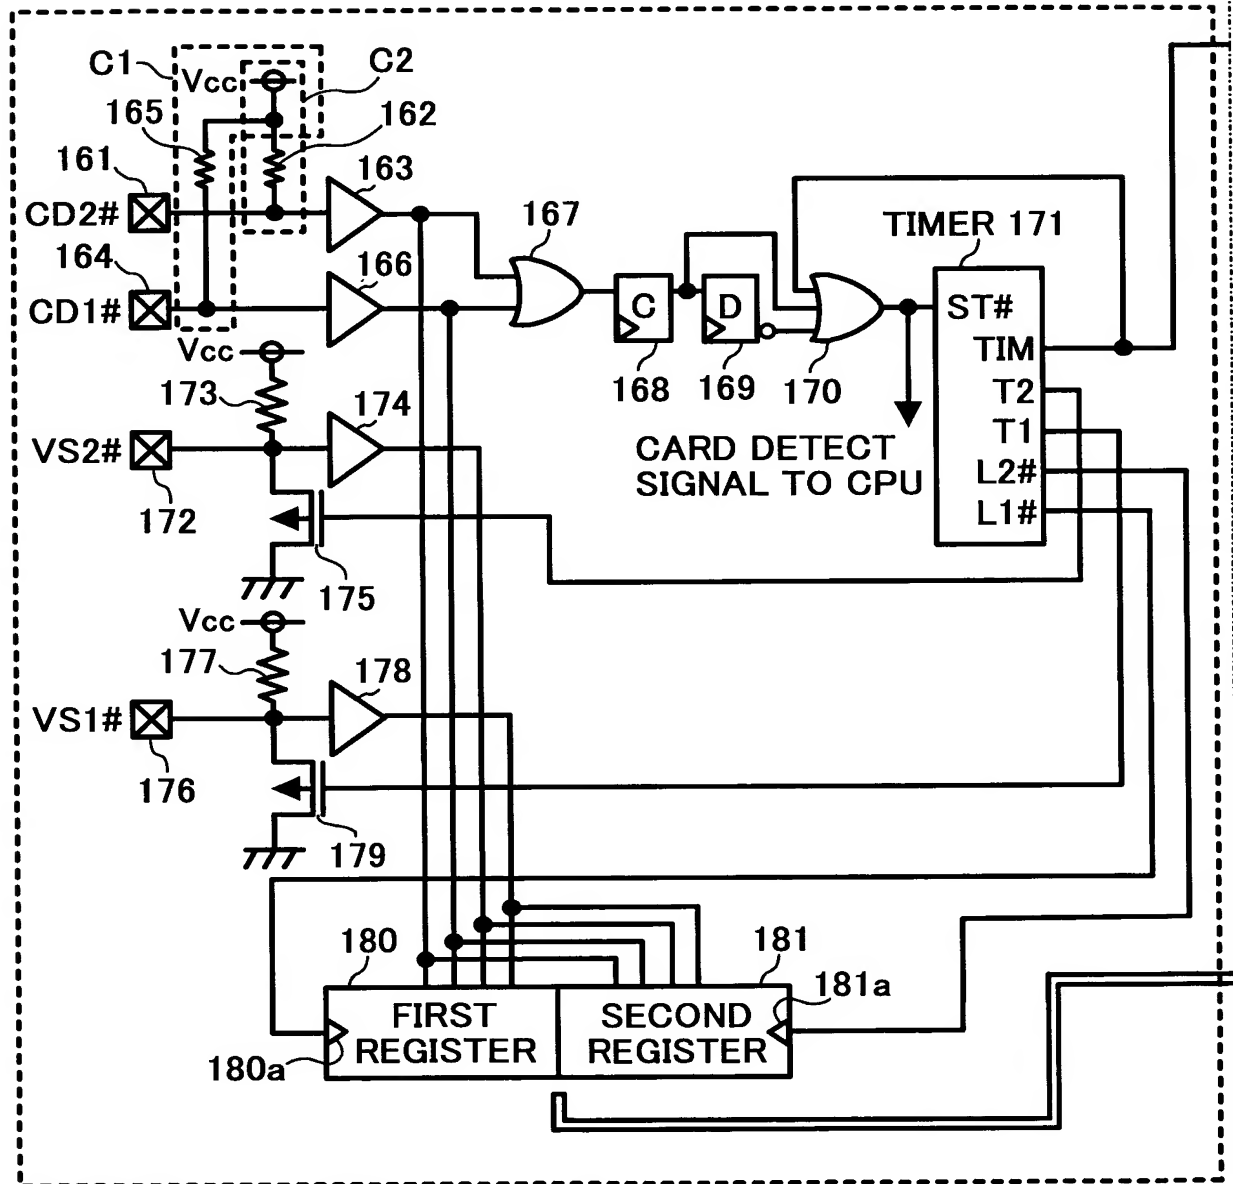 C1
Vcc
C2
165
162
161
163
CD2#
167
TIMER 171
164
166
CD1#
C
D
ST#
TIM
T2
T1
L2#
L1#
168
169
170
Vcc
173
174
VS2#
172
CARD DETECT
SIGNAL TO CPU
175
Vcc
177
178
VS1#
176
179
180
181
181a
FIRST
REGISTER
SECOND
REGISTER
180a